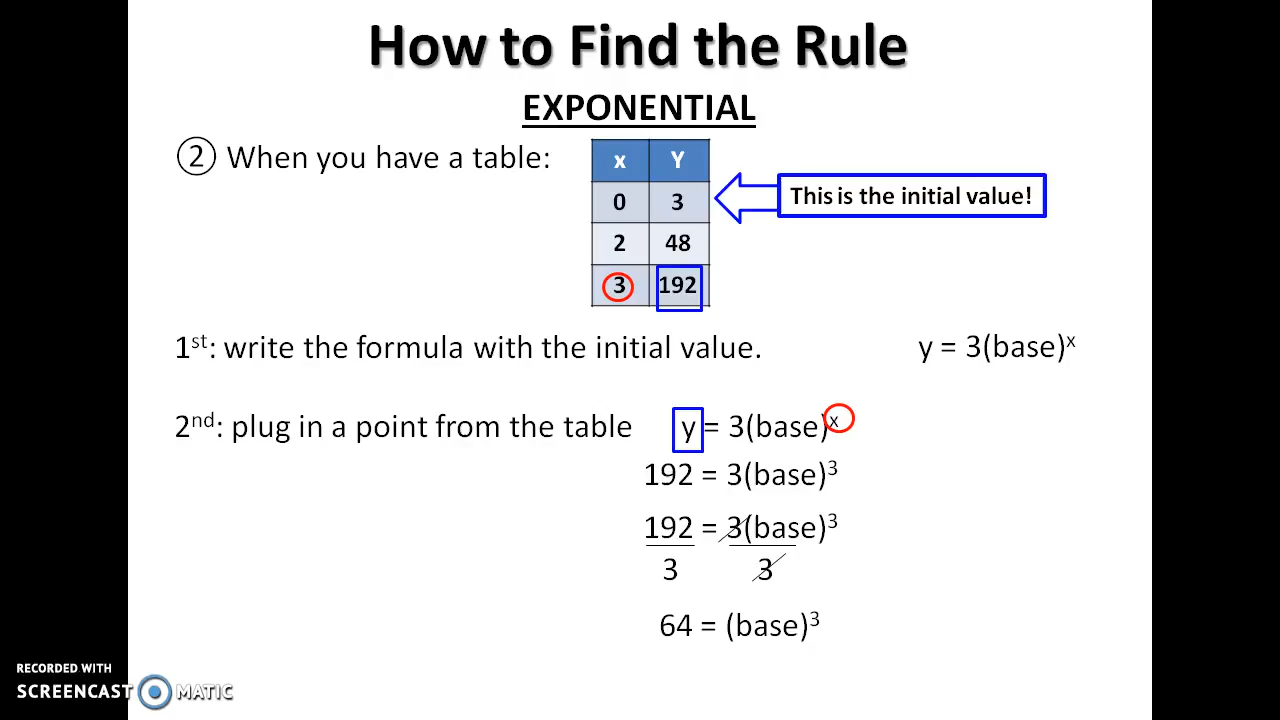 How to Find the Rule
EXPONENTIAL
② When you have a table:
x Y
0 3
2 48
3 192
This is the initial value!
1st: write the formula with the initial value. y = 3(base)ˣ
2nd: plug in a point from the table y = 3(base)ˣ
192 = 3(base)³
192 = 3(base)³
3 3
64 = (base)³
RECORDED WITH
SCREENCAST MATIC